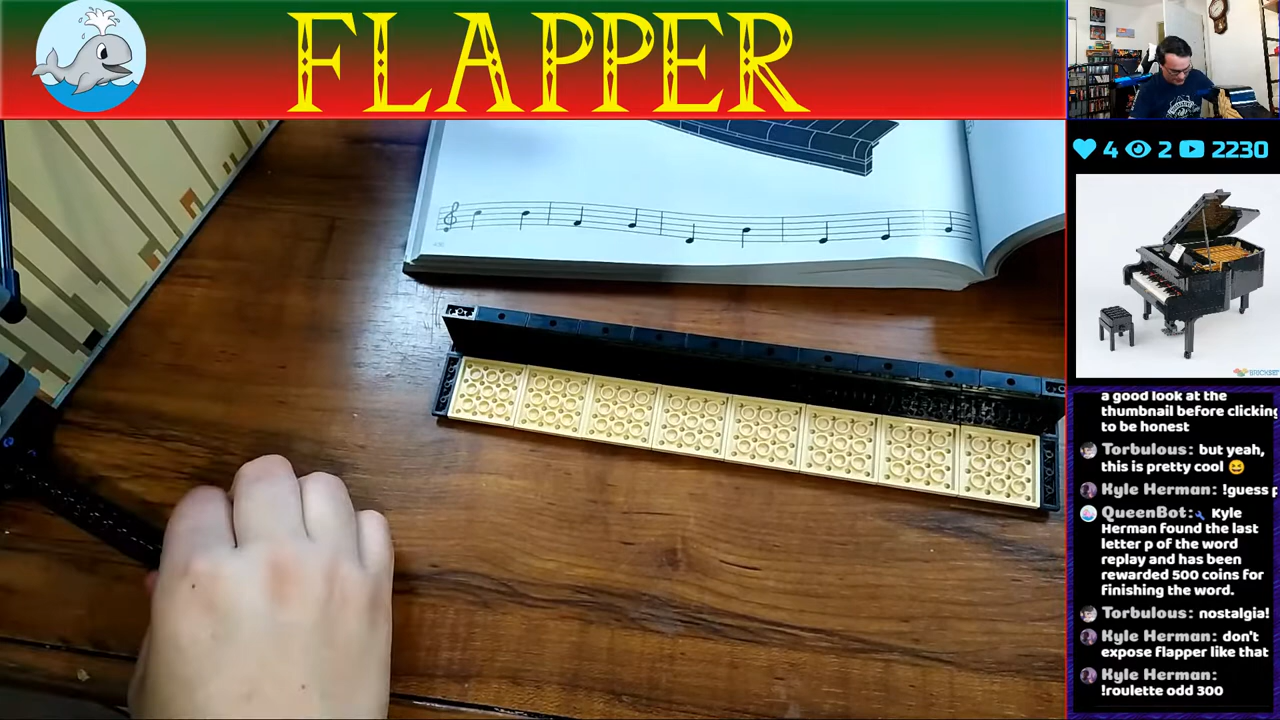 FLAPPER
4 2 2230
BRICKSET
a good look at the
thumbnail before clicking
to be honest
Torbulous: but yeah,
this is pretty cool 😆
Kyle Herman: !guess p
QueenBot: Kyle
Herman found the last
letter p of the word
replay and has been
rewarded 500 coins for
finishing the word.
Torbulous: nostalgia!
Kyle Herman: don't
expose flapper like that
Kyle Herman:
!roulette odd 300